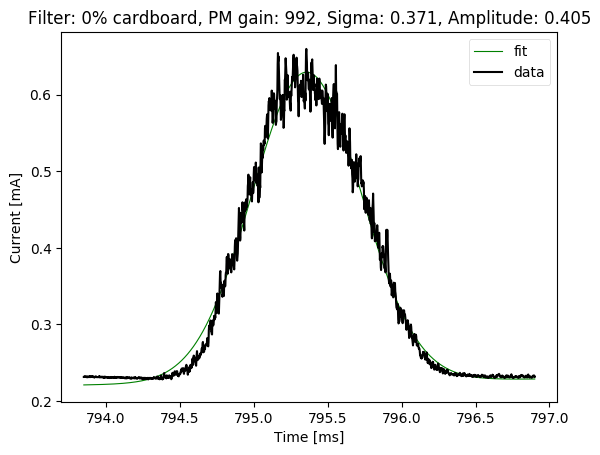 Filter: 0% cardboard, PM gain: 992, Sigma: 0.371, Amplitude: 0.405
fit
data
0.6
0.5
0.4
0.3
0.2
Current [mA]
794.0 794.5 795.0 795.5 796.0 796.5 797.0
Time [ms]